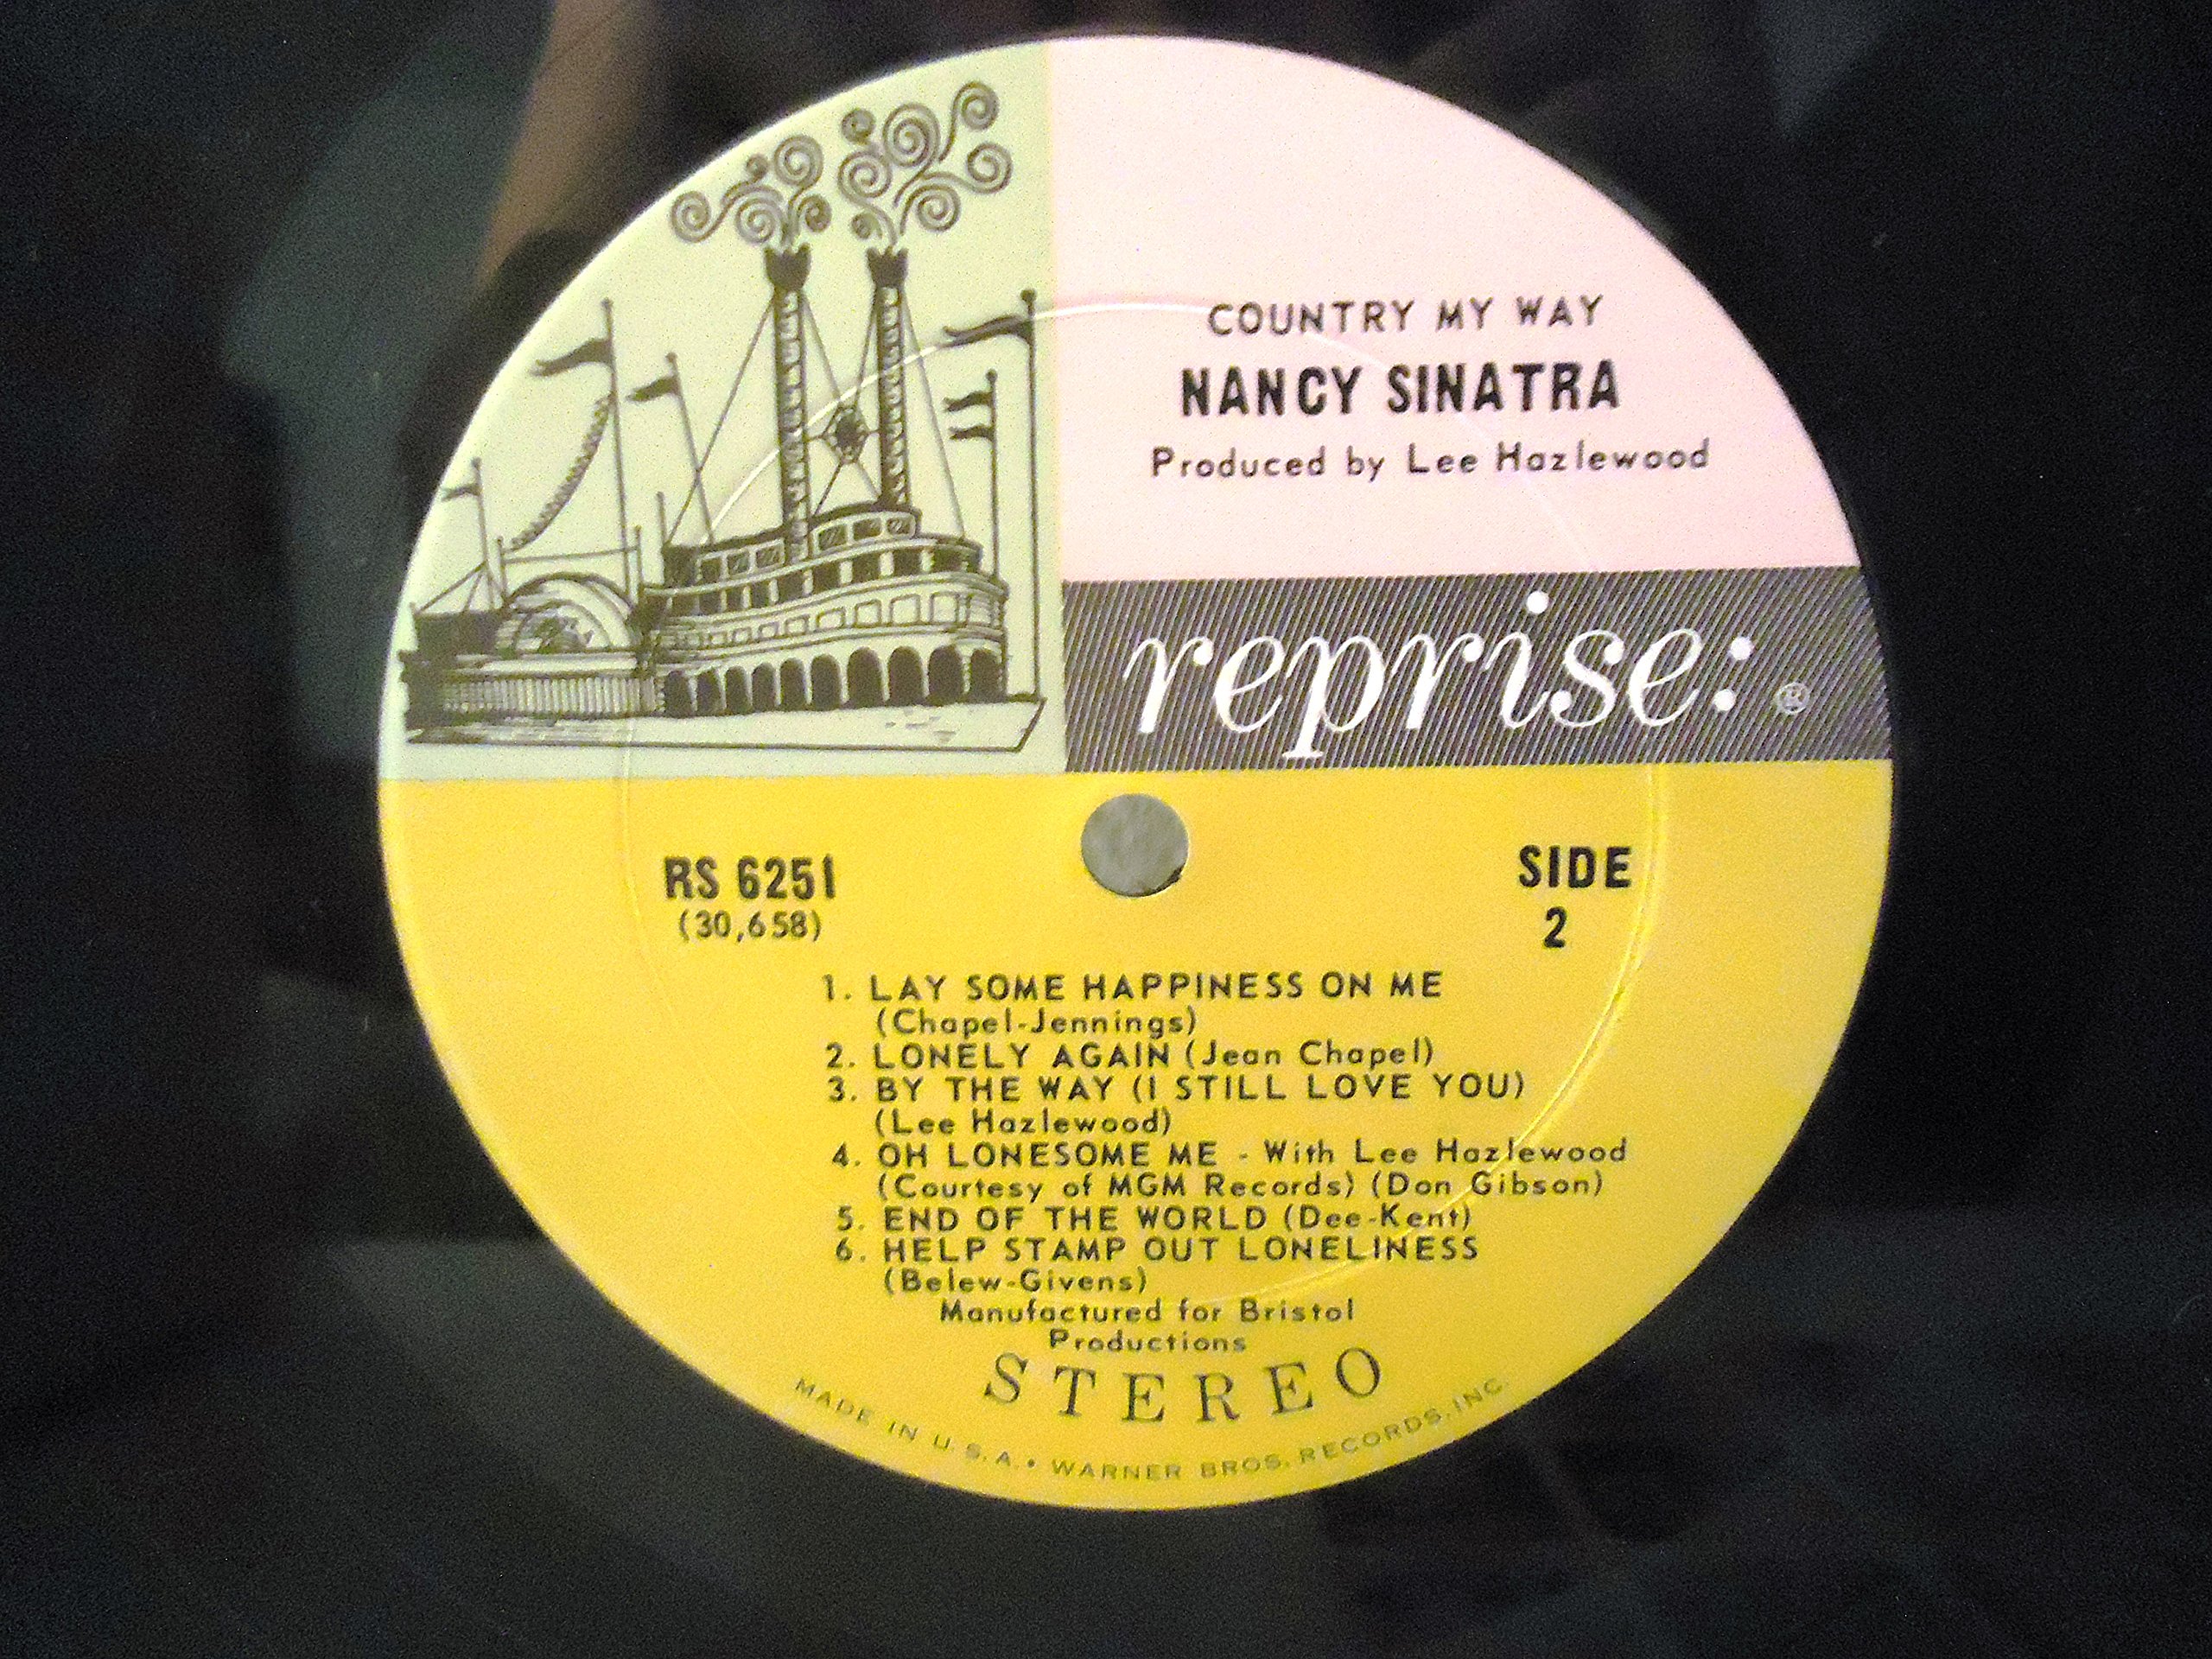 COUNTRY MY WAY
NANCY SINATRA
Produced by Lee Hazlewood
reprise: ®
RS 6251
(30,658)
SIDE
2
1. LAY SOME HAPPINESS ON ME
(Chapel-Jennings)
2. LONELY AGAIN (Jean Chapel)
3. BY THE WAY (I STILL LOVE YOU)
(Lee Hazlewood)
4. OH LONESOME ME - With Lee Hazlewood
(Courtesy of MGM Records) (Don Gibson)
5. END OF THE WORLD (Dee-Kent)
6. HELP STAMP OUT LONELINESS
(Belew-Givens)
Manufactured for Bristol
Productions
STEREO
MADE IN U.S.A. • WARNER BROS. RECORDS, INC.